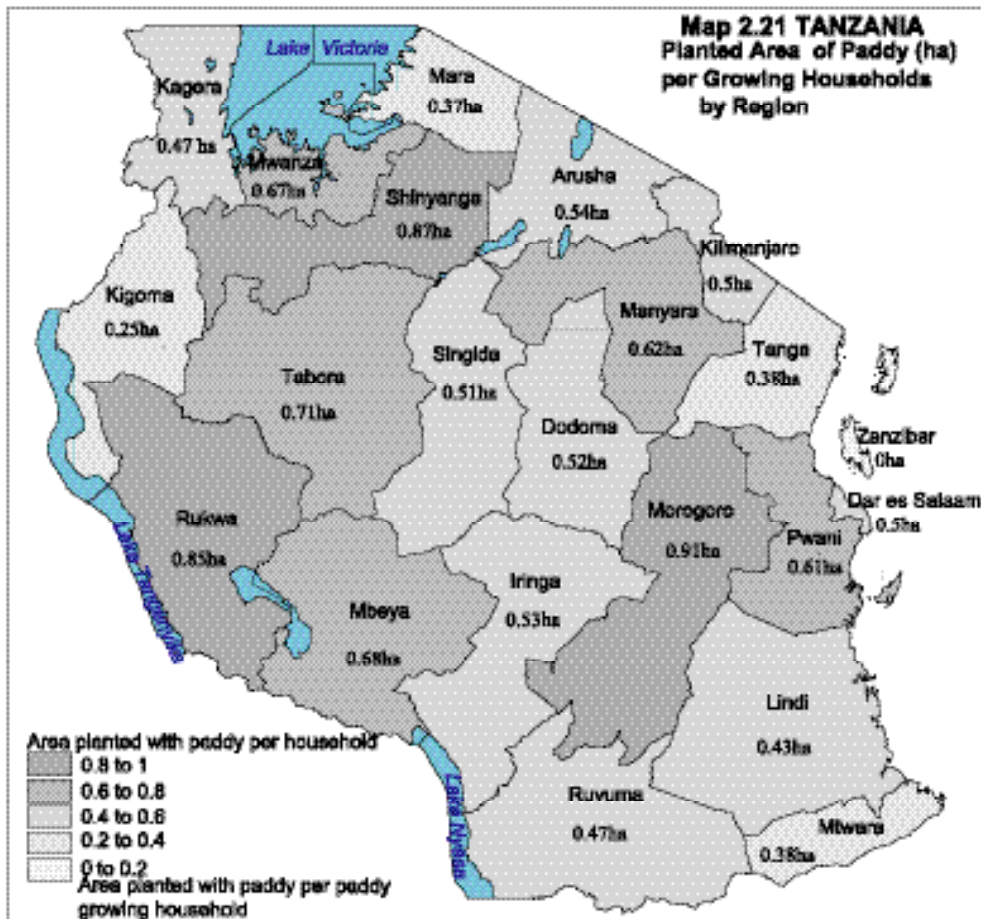 Map 2.21 TANZANIA
Planted Area of Paddy (ha)
per Growing Households
by Region
Lake Victoria
Kagera
0.47 ha
Mara
0.37ha
Mwanza
0.67ha
Shinyanga
0.87ha
Arusha
0.54ha
Kilimanjaro
0.5ha
Kigoma
0.25ha
Manyara
0.62ha
Tanga
0.38ha
Singida
0.51ha
Tabora
0.71ha
Dodoma
0.52ha
Zanzibar
0ha
Dar es Salaam
0.5ha
Rukwa
0.85ha
Morogoro
0.91ha
Pwani
0.61ha
Lake
Mbeya
0.68ha
Iringa
0.53ha
Lindi
0.43ha
Ruvuma
0.47ha
Lake Nyasa
Mtwara
0.38ha
Area planted with paddy per household
0.8 to 1
0.6 to 0.8
0.4 to 0.6
0.2 to 0.4
0 to 0.2
Area planted with paddy per paddy
growing household